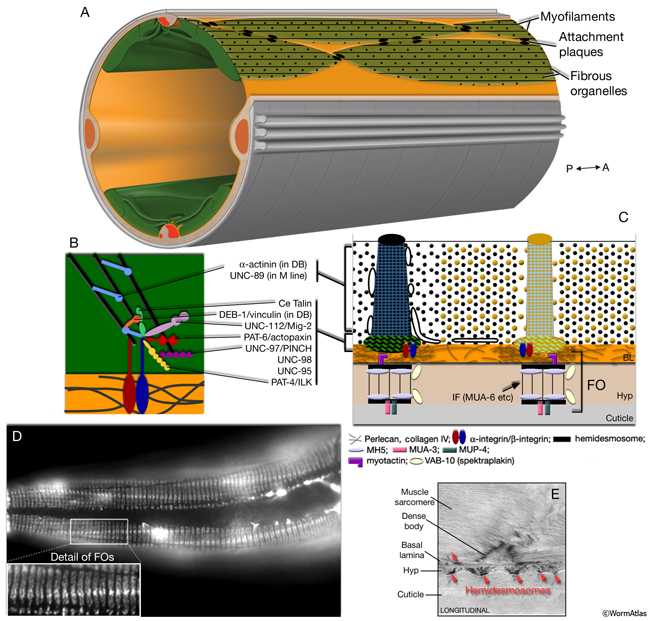 A
Myofilaments
Attachment
plaques
Fibrous
organelles
P A
B
C
α-actinin (in DB)
UNC-89 (in M line)
Ce Talin
DEB-1/vinculin (in DB)
UNC-112/Mig-2
PAT-6/actopaxin
UNC-97/PINCH
UNC-98
UNC-95
PAT-4/ILK
BL
FO
IF (MUA-6 etc)
Hyp
Cuticle
Perlecan, collagen IV; α-integrin/β-integrin; hemidesmosome;
MH5; MUA-3; MUP-4;
myotactin; VAB-10 (spektraplakin)
D
Detail of FOs
E
Muscle
sarcomere
Dense
body
Basal
lamina
Hyp
Hemidesmosomes
Cuticle
LONGITUDINAL
©WormAtlas